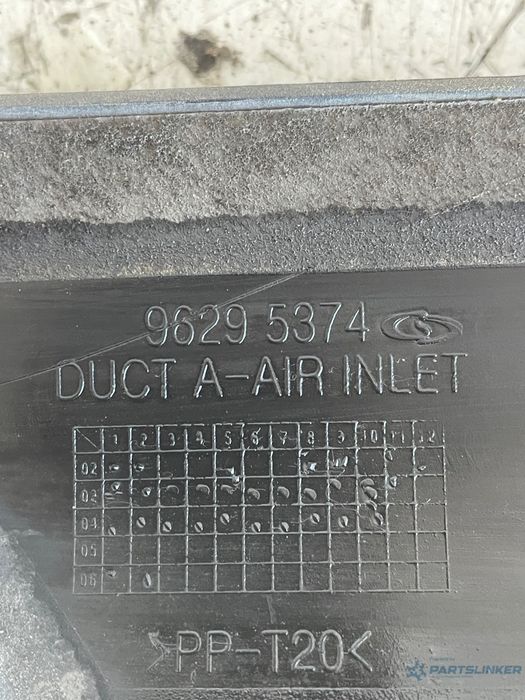 9629 5374
DUCT A-AIR INLET
1 2 3 4 5 6 7 8 9 10 11 12
02
03
04
05
06
>PP-T20<
PARTSLINKER